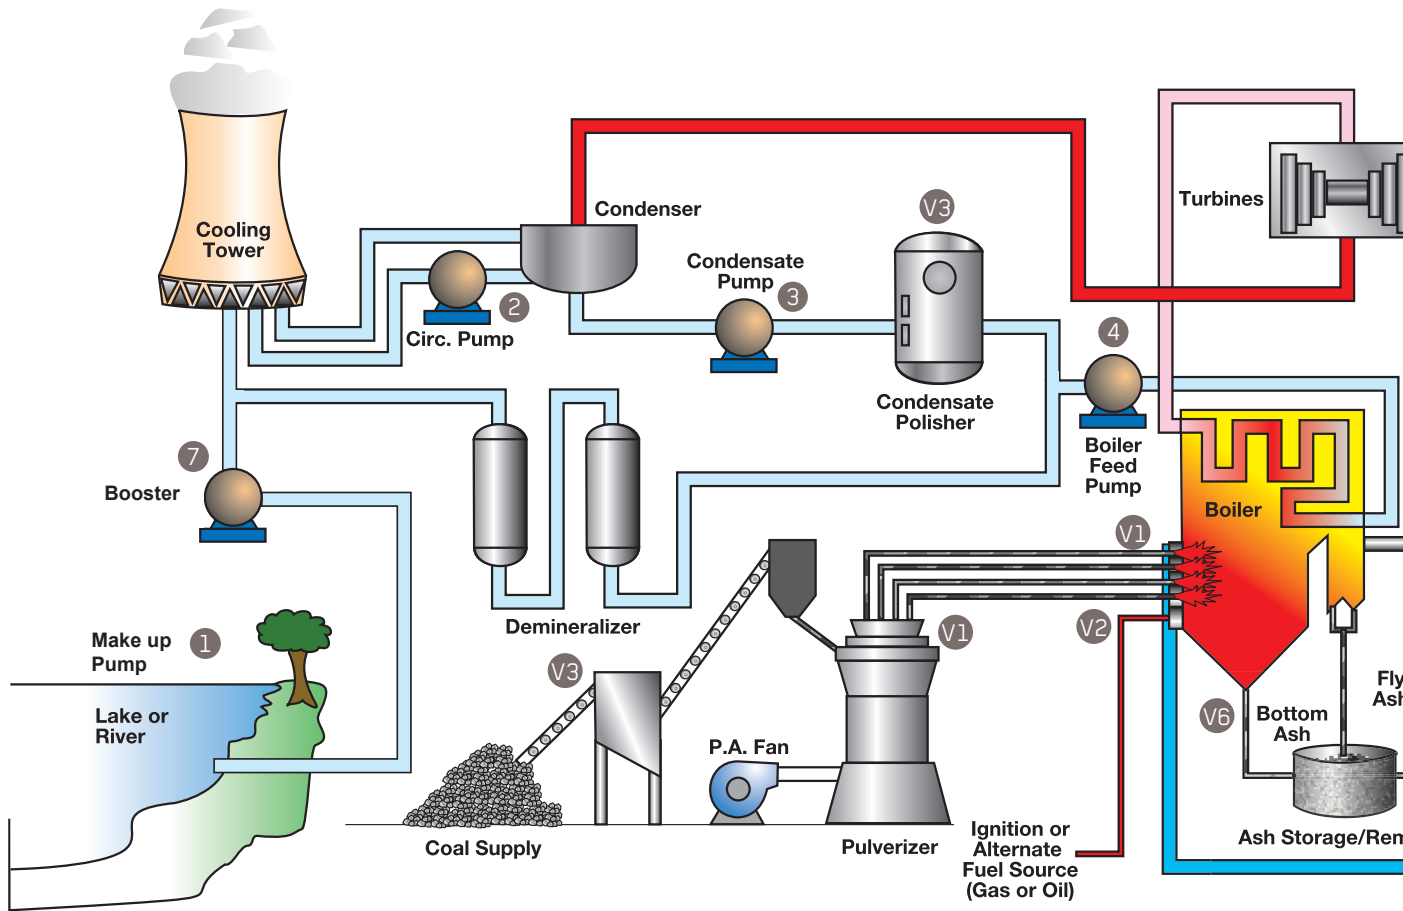 Cooling
Tower
Condenser
2
Circ. Pump
Condensate
Pump
3
V3
Condensate
Polisher
4
Boiler
Feed
Pump
Turbines
7
Booster
Demineralizer
Boiler
V1
V2
V1
Make up
Pump
1
Lake or
River
V3
Coal Supply
P.A. Fan
Pulverizer
Ignition or
Alternate
Fuel Source
(Gas or Oil)
V6
Bottom
Ash
Fly
Ash
Ash Storage/Rem